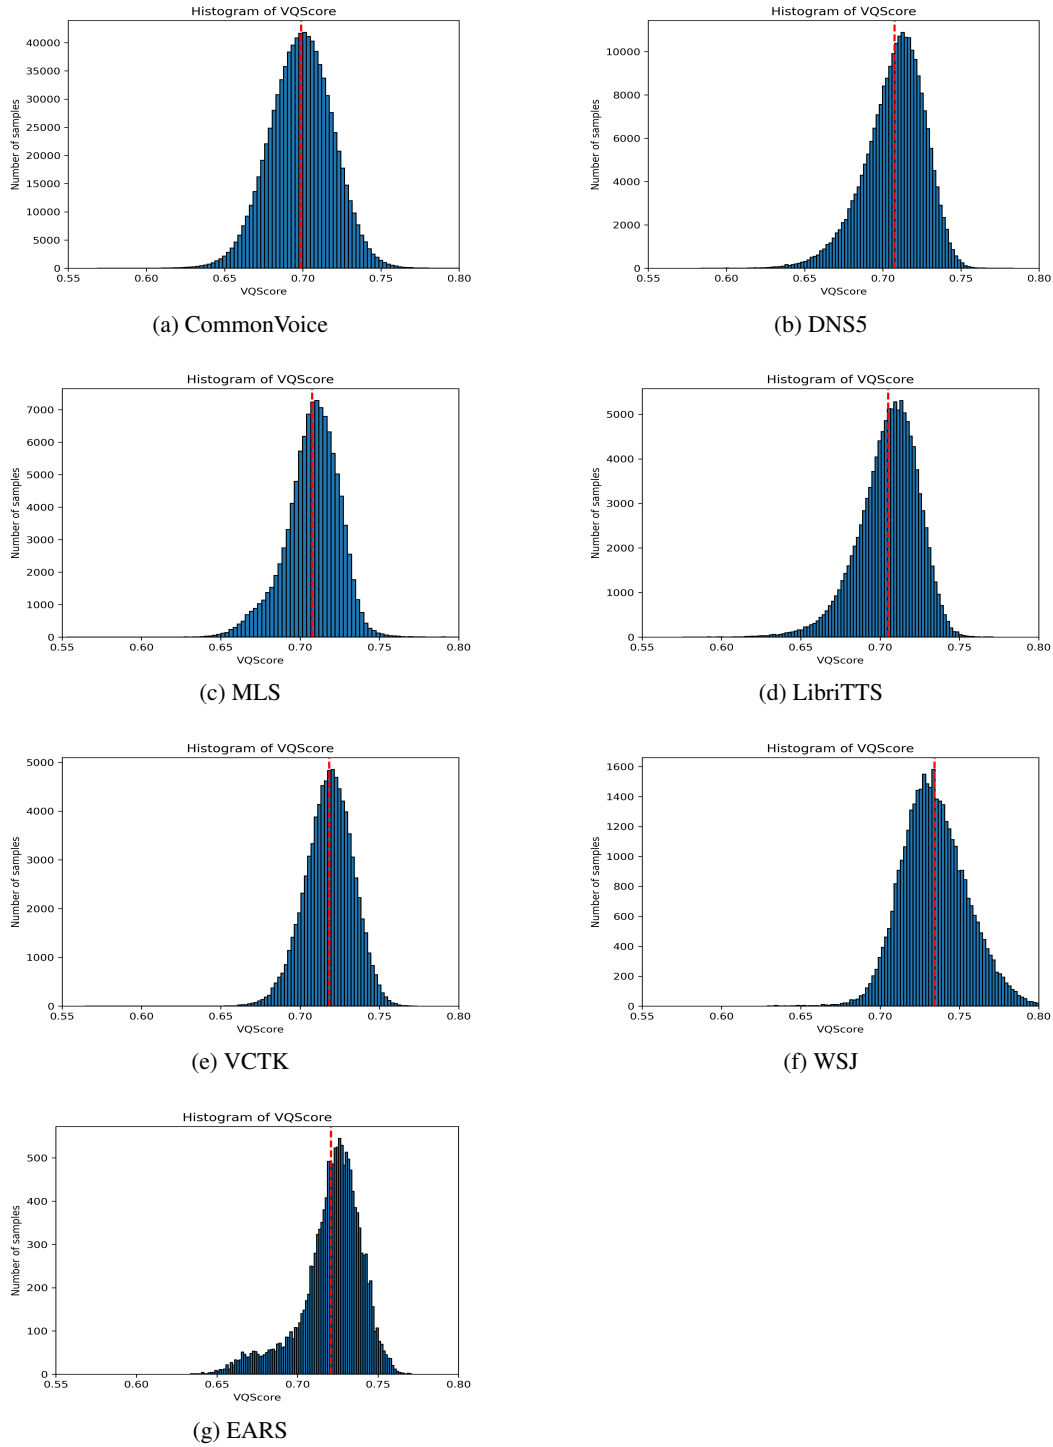 Histogram of VQScore
Number of samples
40000
35000
30000
25000
20000
15000
10000
5000
0
0.55 0.60 0.65 0.70 0.75 0.80
VQScore
(a) CommonVoice
Histogram of VQScore
Number of samples
10000
8000
6000
4000
2000
0
0.55 0.60 0.65 0.70 0.75 0.80
VQScore
(b) DNS5
Histogram of VQScore
Number of samples
7000
6000
5000
4000
3000
2000
1000
0
0.55 0.60 0.65 0.70 0.75 0.80
VQScore
(c) MLS
Histogram of VQScore
Number of samples
5000
4000
3000
2000
1000
0
0.55 0.60 0.65 0.70 0.75 0.80
VQScore
(d) LibriTTS
Histogram of VQScore
Number of samples
5000
4000
3000
2000
1000
0
0.55 0.60 0.65 0.70 0.75 0.80
VQScore
(e) VCTK
Histogram of VQScore
Number of samples
1600
1400
1200
1000
800
600
400
200
0
0.55 0.60 0.65 0.70 0.75 0.80
VQScore
(f) WSJ
Histogram of VQScore
Number of samples
500
400
300
200
100
0
0.55 0.60 0.65 0.70 0.75 0.80
VQScore
(g) EARS